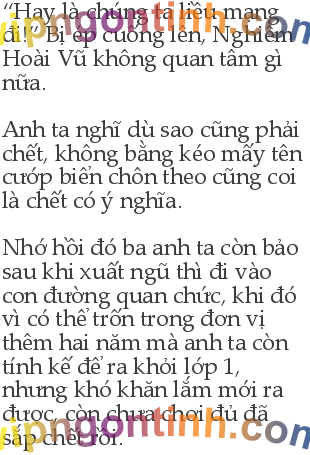 “Hay là chúng ta liều mạng
đi!” Bị ép cuống lên, Nghiêm
Hoài Vũ không quan tâm gì
nữa.
Anh ta nghĩ dù sao cũng phải
chết, không bằng kéo mấy tên
cướp biển chôn theo cũng coi
là chết có ý nghĩa.
Nhớ hồi đó ba anh ta còn bảo
sau khi xuất ngũ thì đi vào
con đường quan chức, khi đó
vì có thể trốn trong đơn vị
thêm hai năm mà anh ta còn
tính kế để ra khỏi lớp 1,
nhưng khó khăn lắm mới ra
được, còn chưa chơi đủ đã
sắp chết rồi.
vipngontinh.com
vipngontinh.com